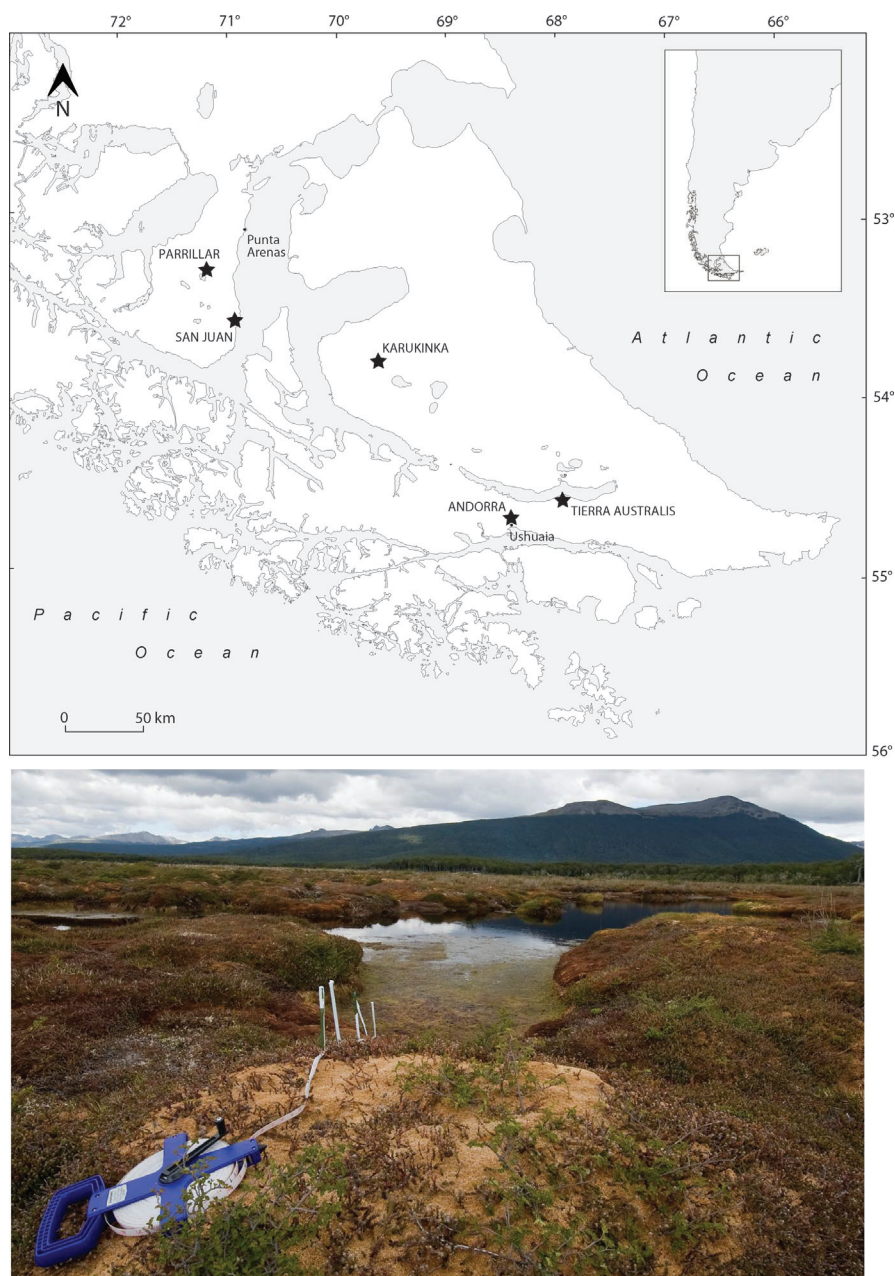 72° 71° 70° 69° 68° 67° 66°
N
53°
Punta
Arenas
PARRILLAR
SAN JUAN
KARUKINKA
A t l a n t i c
O c e a n
54°
ANDORRA
TIERRA AUSTRALIS
Ushuaia
55°
P a c i f i c
O c e a n
0 50 km
56°